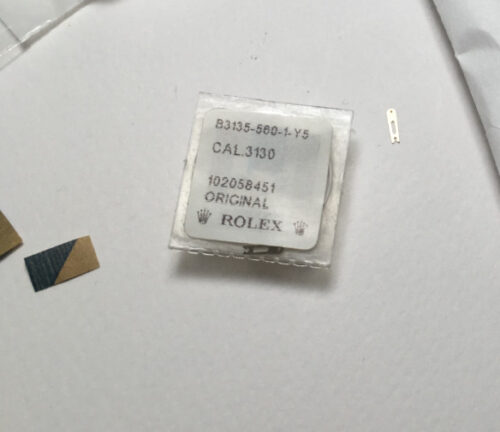 B3135-560-1-Y5
CAL.3130
102058451
ORIGINAL
ROLEX